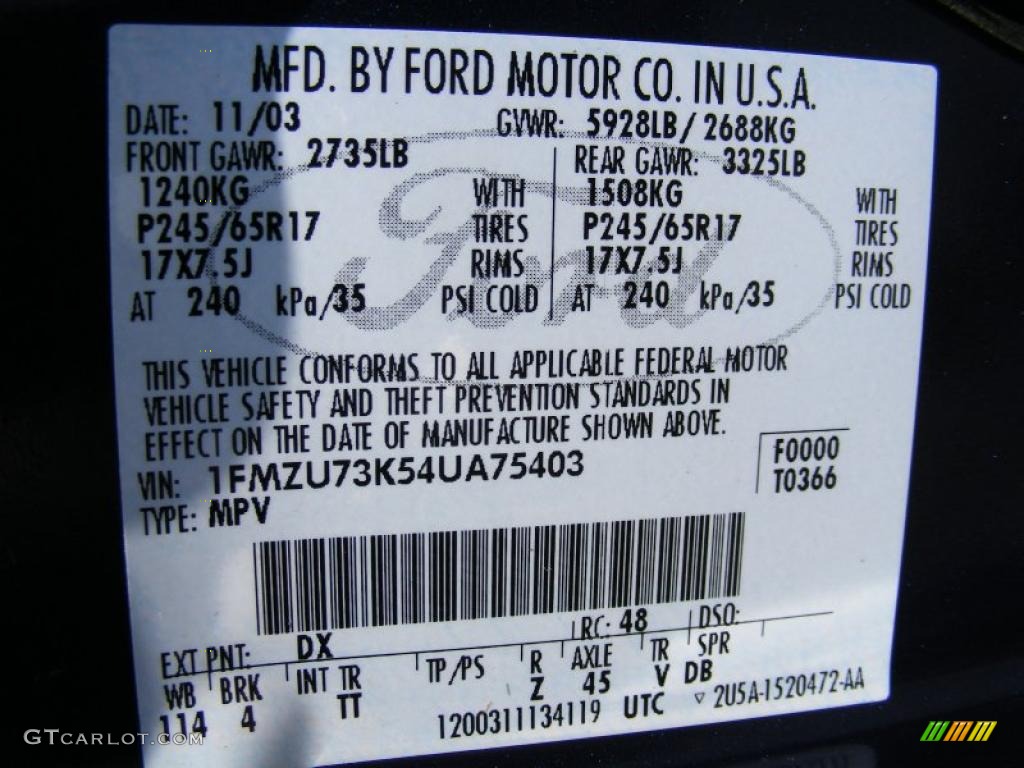 MFD. BY FORD MOTOR CO. IN U.S.A.
DATE: 11/03 GVWR: 5928LB/2688KG
FRONT GAWR: 2735LB REAR GAWR: 3325LB
1240KG WITH 1508KG WITH
P245/65R17 TIRES P245/65R17 TIRES
17X7.5J RIMS 17X7.5J RIMS
AT 240 kPa/35 PSI COLD AT 240 kPa/35 PSI COLD
Ford
THIS VEHICLE CONFORMS TO ALL APPLICABLE FEDERAL MOTOR
VEHICLE SAFETY AND THEFT PREVENTION STANDARDS IN
EFFECT ON THE DATE OF MANUFACTURE SHOWN ABOVE.
F0000
VIN: 1FMZU73K54UA75403 T0366
TYPE: MPV
EXT PNT: DX LRC: 48 DSO:
WB BRK INT TR TP/PS R AXLE TR SPR
114 4 TT Z 45 V DB
1200311134119 UTC ▽ 2U5A-1520472-AA
GTCARLOT.COM